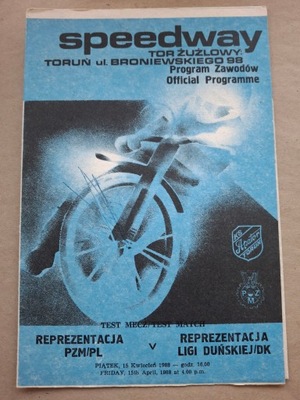 speedway
TOR ŻUŻLOWY:
TORUŃ ul. BRONIEWSKIEGO 98
Program Zawodów
Official Programme
P Z
M
TEST MECZ/TEST MATCH
REPREZENTACJA
PZM/PL
V
REPREZENTACJA
LIGI DUŃSKIEJ/DK
PIĄTEK, 15 Kwiecień 1988 — godz. 16.00
FRIDAY, 15th April, 1988 at 4.00 p.m.